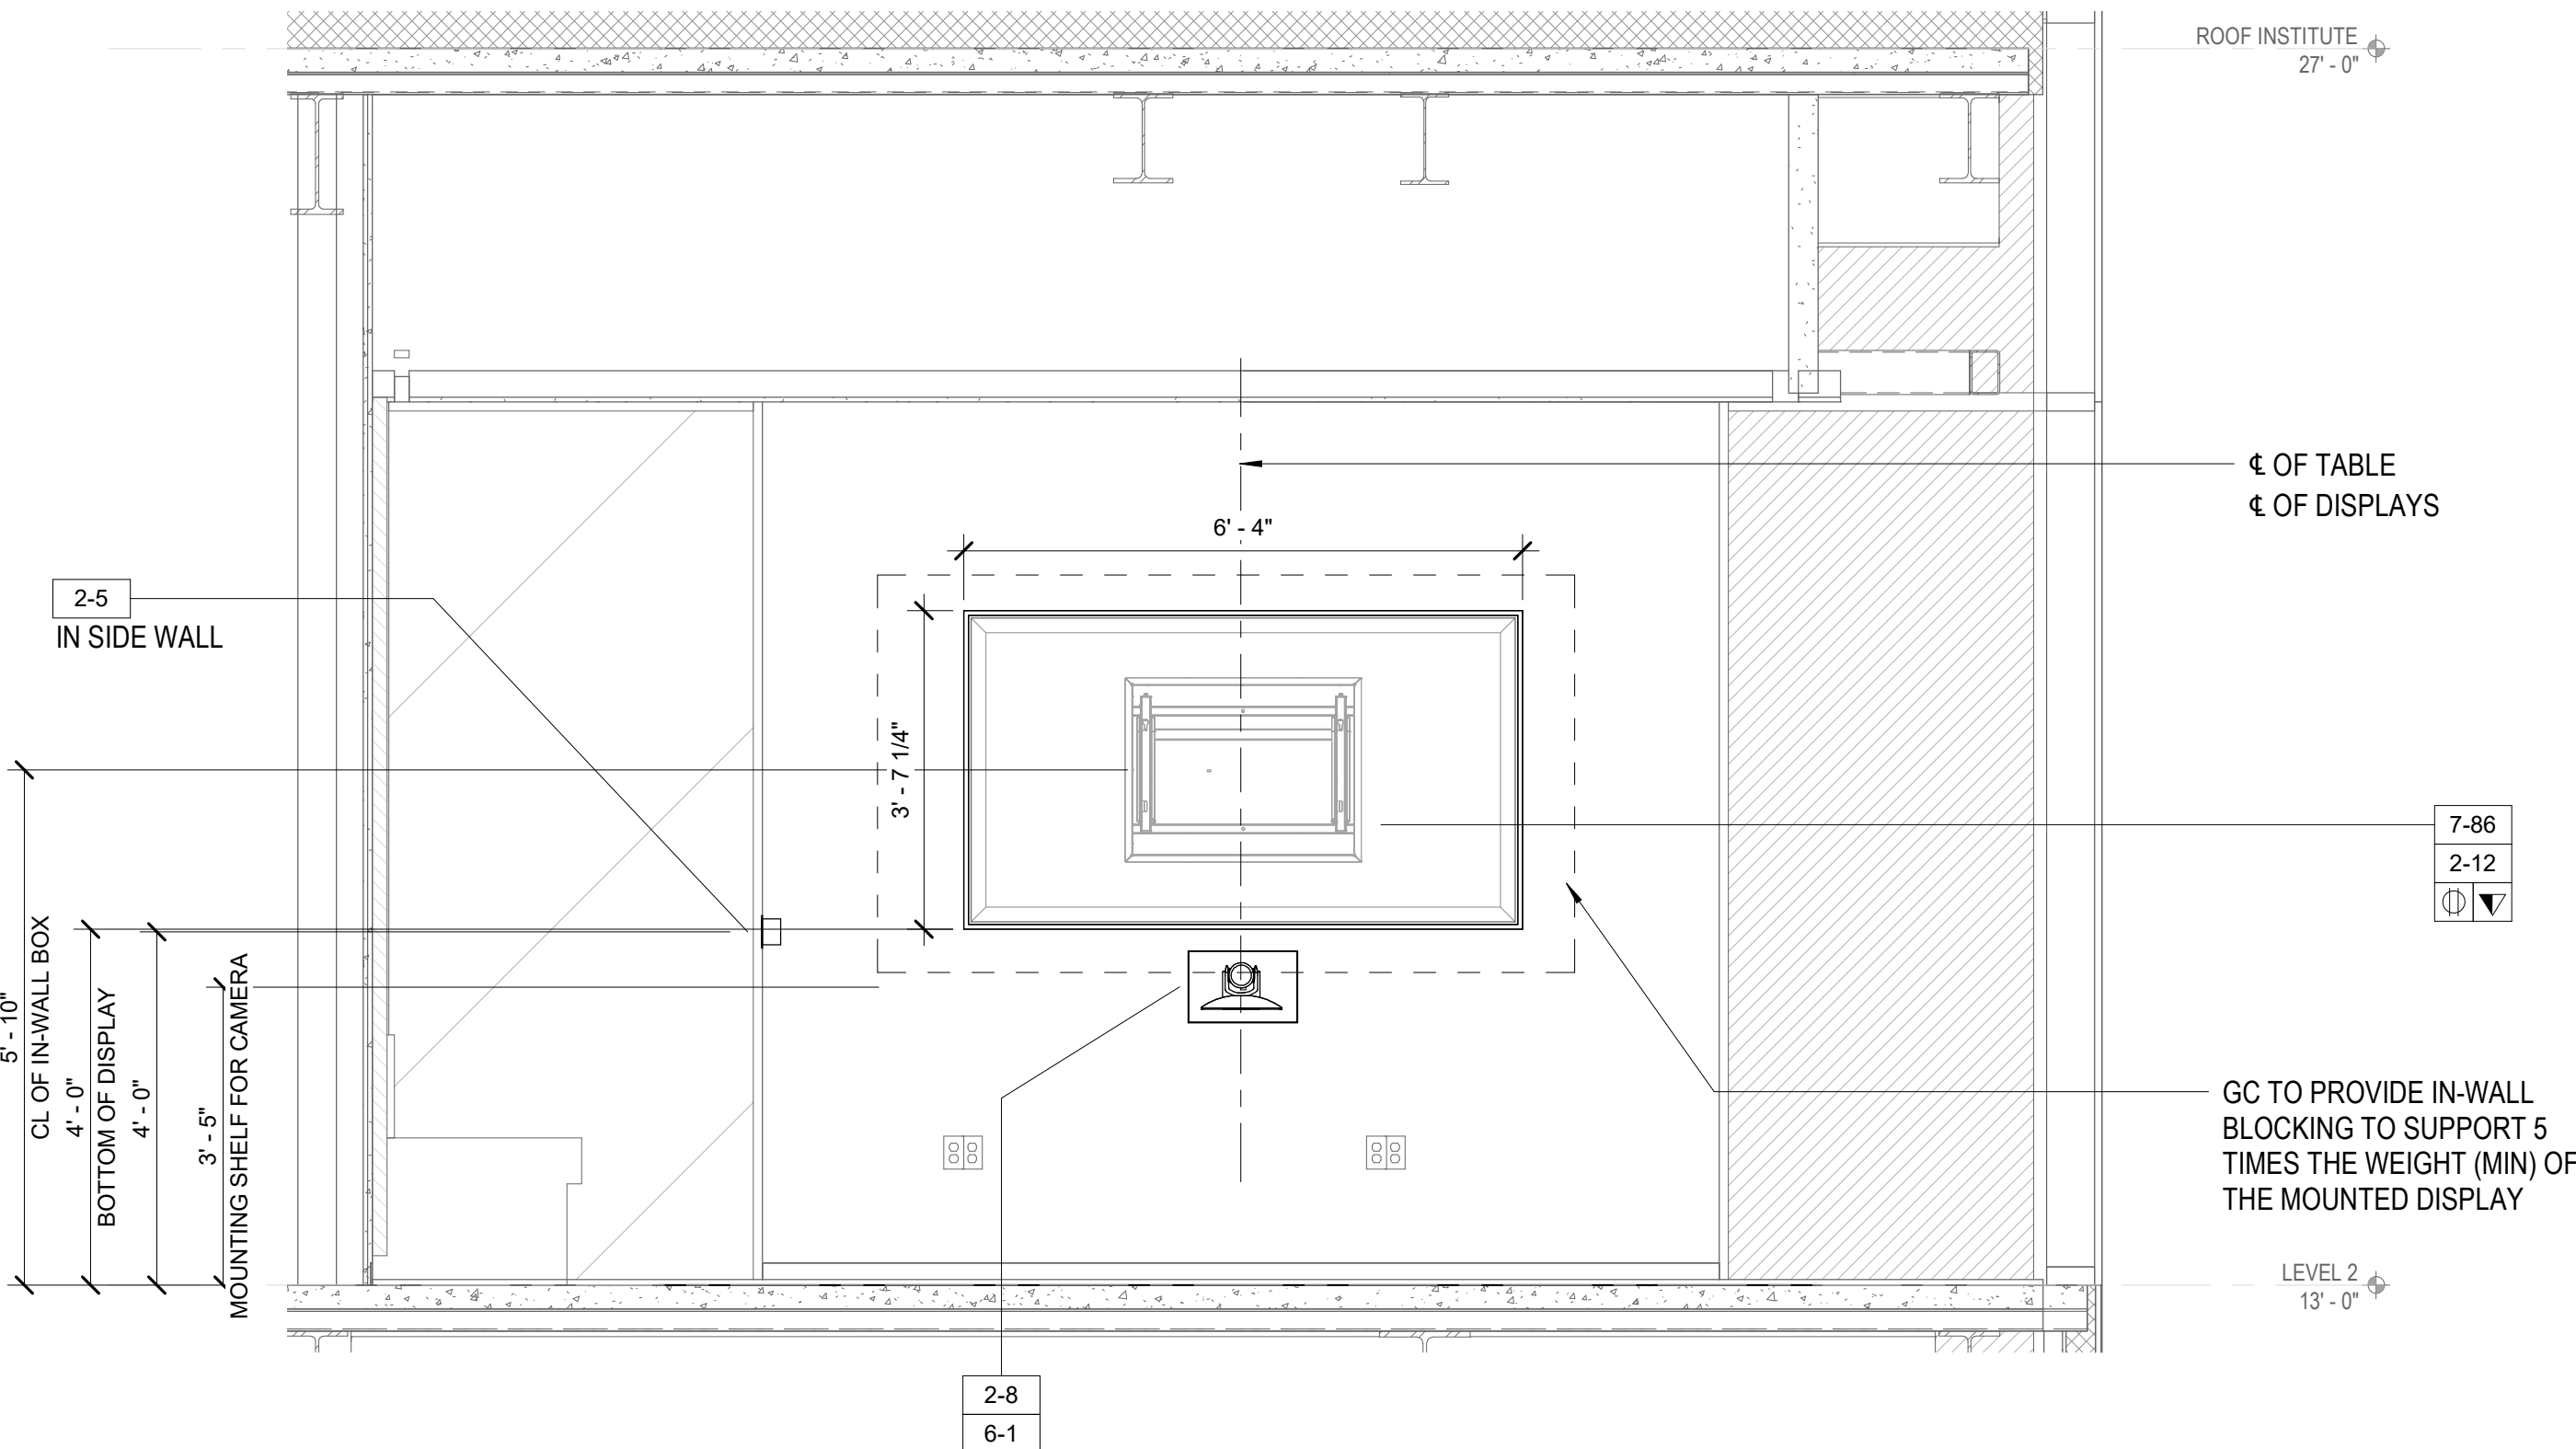 ROOF INSTITUTE
27' - 0"
℄ OF TABLE
℄ OF DISPLAYS
6' - 4"
2-5
IN SIDE WALL
3' - 7 1/4"
7-86
2-12
5' - 10"
CL OF IN-WALL BOX
4' - 0"
BOTTOM OF DISPLAY
4' - 0"
3' - 5"
MOUNTING SHELF FOR CAMERA
GC TO PROVIDE IN-WALL
BLOCKING TO SUPPORT 5
TIMES THE WEIGHT (MIN) OF
THE MOUNTED DISPLAY
LEVEL 2
13' - 0"
2-8
6-1